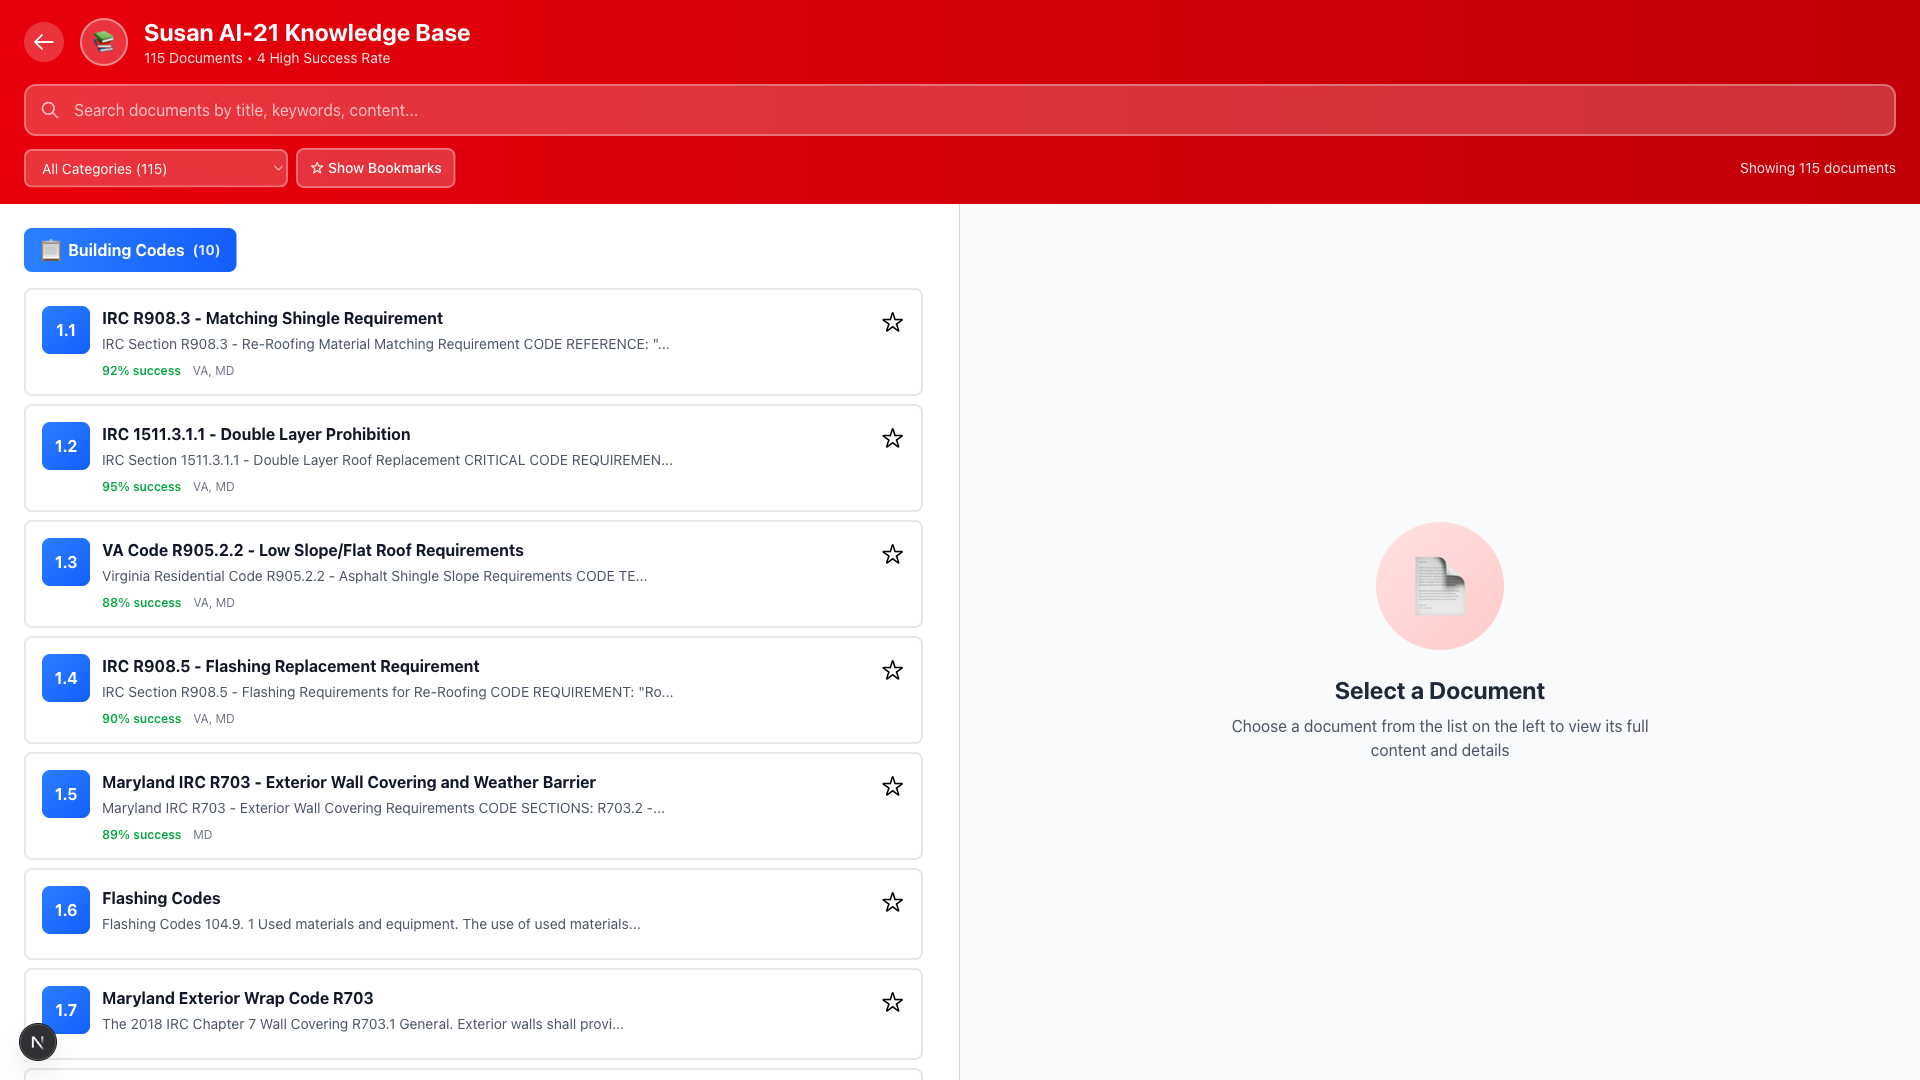 Susan AI-21 Knowledge Base
115 Documents • 4 High Success Rate
Search documents by title, keywords, content...
All Categories (115)
Show Bookmarks
Showing 115 documents
Building Codes (10)
1.1
IRC R908.3 - Matching Shingle Requirement
IRC Section R908.3 - Re-Roofing Material Matching Requirement CODE REFERENCE: "...
92% success VA, MD
1.2
IRC 1511.3.1.1 - Double Layer Prohibition
IRC Section 1511.3.1.1 - Double Layer Roof Replacement CRITICAL CODE REQUIREMEN...
95% success VA, MD
1.3
VA Code R905.2.2 - Low Slope/Flat Roof Requirements
Virginia Residential Code R905.2.2 - Asphalt Shingle Slope Requirements CODE TE...
88% success VA, MD
1.4
IRC R908.5 - Flashing Replacement Requirement
IRC Section R908.5 - Flashing Requirements for Re-Roofing CODE REQUIREMENT: "Ro...
90% success VA, MD
1.5
Maryland IRC R703 - Exterior Wall Covering and Weather Barrier
Maryland IRC R703 - Exterior Wall Covering Requirements CODE SECTIONS: R703.2 -...
89% success MD
1.6
Flashing Codes
Flashing Codes 104.9. 1 Used materials and equipment. The use of used materials...
1.7
Maryland Exterior Wrap Code R703
The 2018 IRC Chapter 7 Wall Covering R703.1 General. Exterior walls shall provi...
N
Select a Document
Choose a document from the list on the left to view its full
content and details